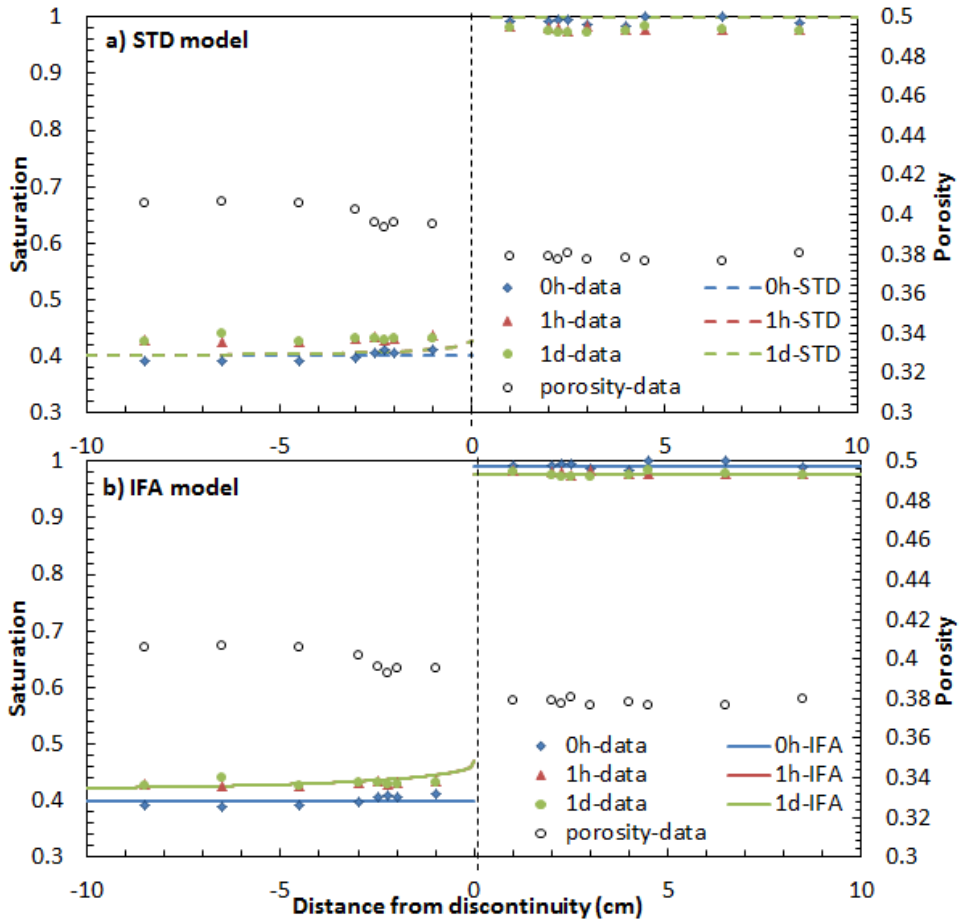 a) STD model
Saturation
1
0.9
0.8
0.7
0.6
0.5
0.4
0.3
0.5
0.48
0.46
0.44
0.42
0.4
0.38
0.36
0.34
0.32
0.3
Porosity
0h-data 0h-STD
1h-data 1h-STD
1d-data 1d-STD
porosity-data
-10 -5 0 5 10
b) IFA model
Saturation
1
0.9
0.8
0.7
0.6
0.5
0.4
0.3
0.5
0.48
0.46
0.44
0.42
0.4
0.38
0.36
0.34
0.32
0.3
Porosity
0h-data 0h-IFA
1h-data 1h-IFA
1d-data 1d-IFA
porosity-data
-10 -5 0 5 10
Distance from discontinuity (cm)